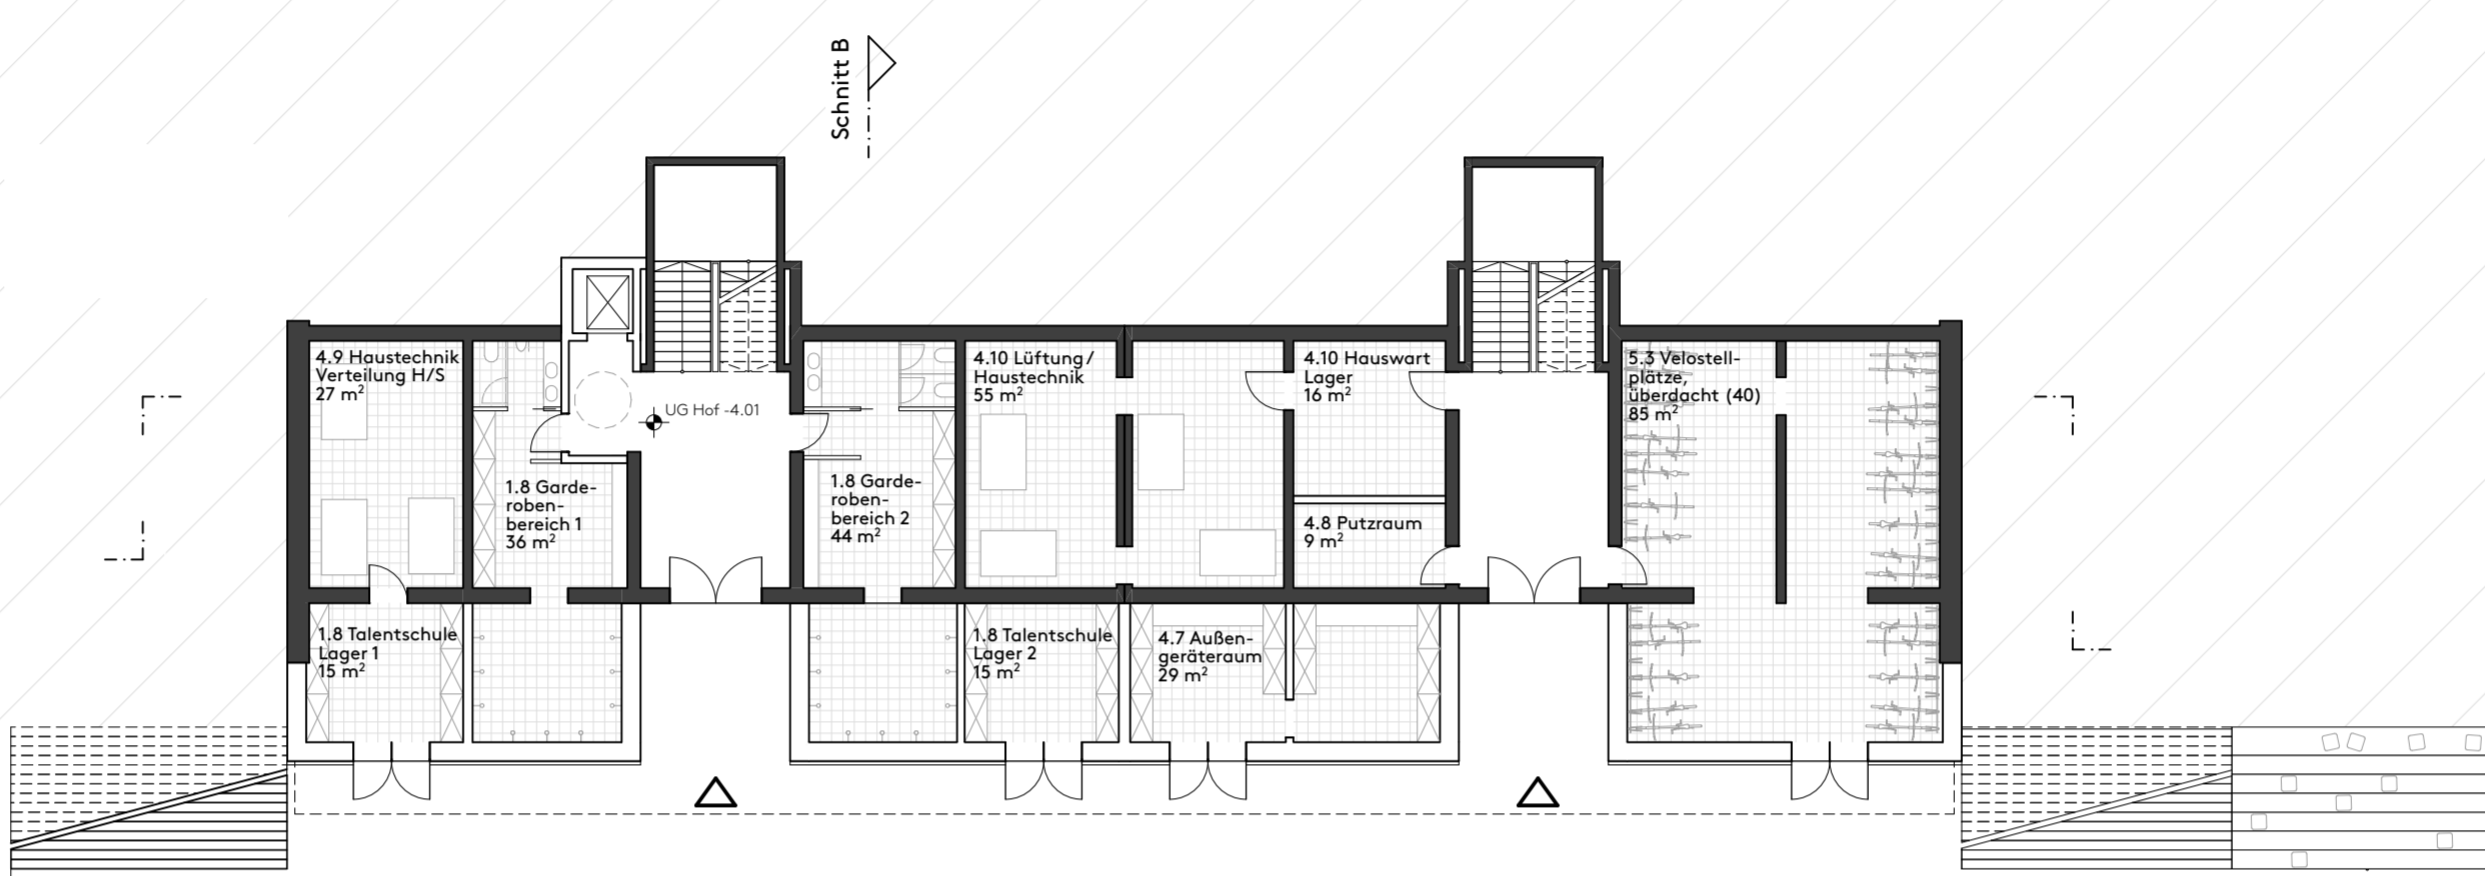 Schnitt B
4.9 Haustechnik
Verteilung H/S
27 m²
UG Hof -4.01
1.8 Garde-
roben-
bereich 1
36 m²
1.8 Garde-
roben-
bereich 2
44 m²
4.10 Lüftung/
Haustechnik
55 m²
4.10 Hauswart
Lager
16 m²
4.8 Putzraum
9 m²
5.3 Velostell-
plätze,
überdacht (40)
85 m²
1.8 Talentschule
Lager 1
15 m²
1.8 Talentschule
Lager 2
15 m²
4.7 Außen-
geräteraum
29 m²